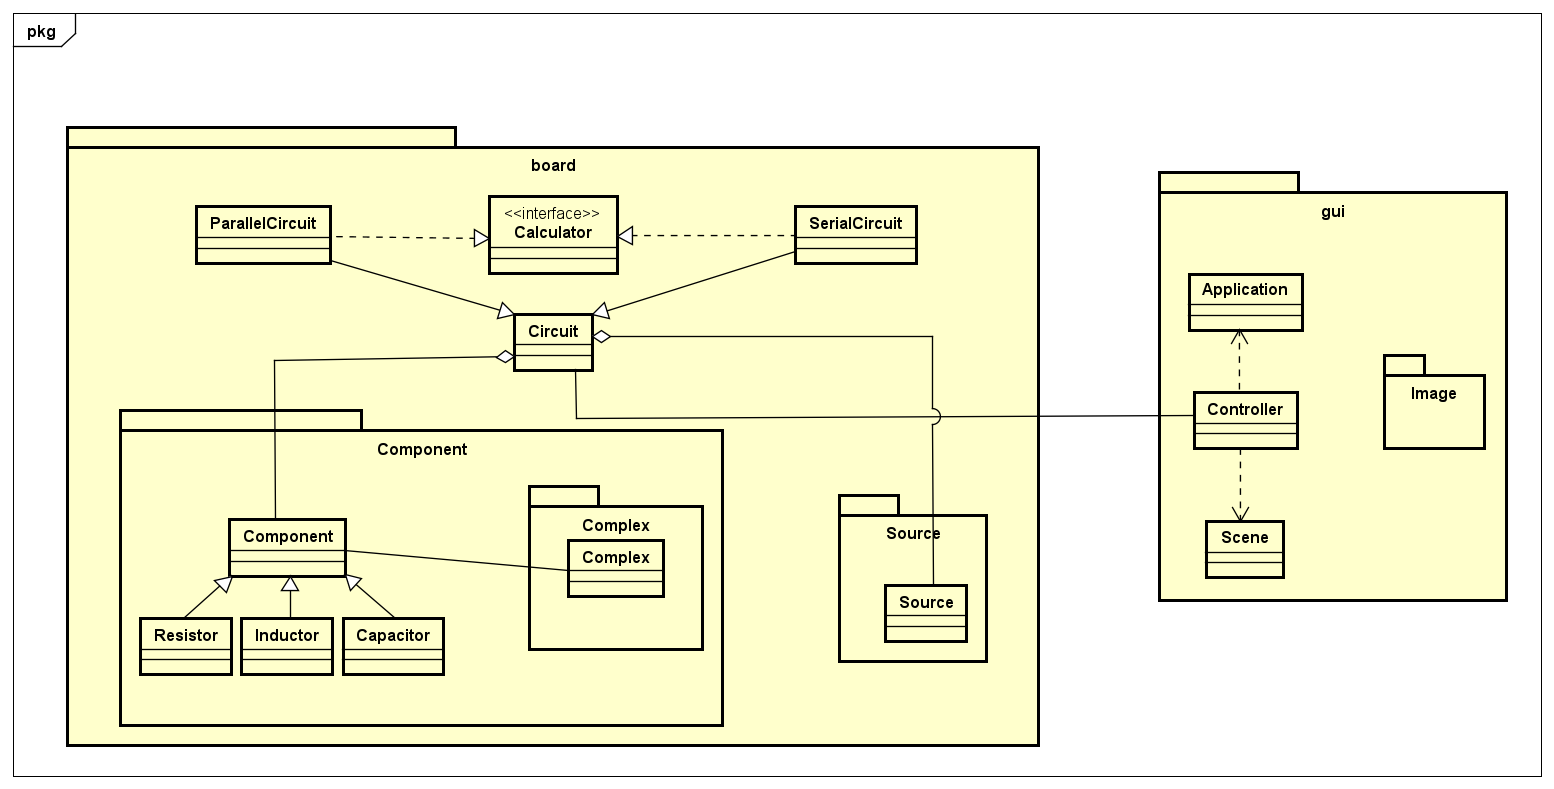 pkg
board
ParallelCircuit
<<interface>>
Calculator
SerialCircuit
Circuit
Component
Component
Complex
Complex
Resistor
Inductor
Capacitor
Source
Source
gui
Application
Controller
Image
Scene